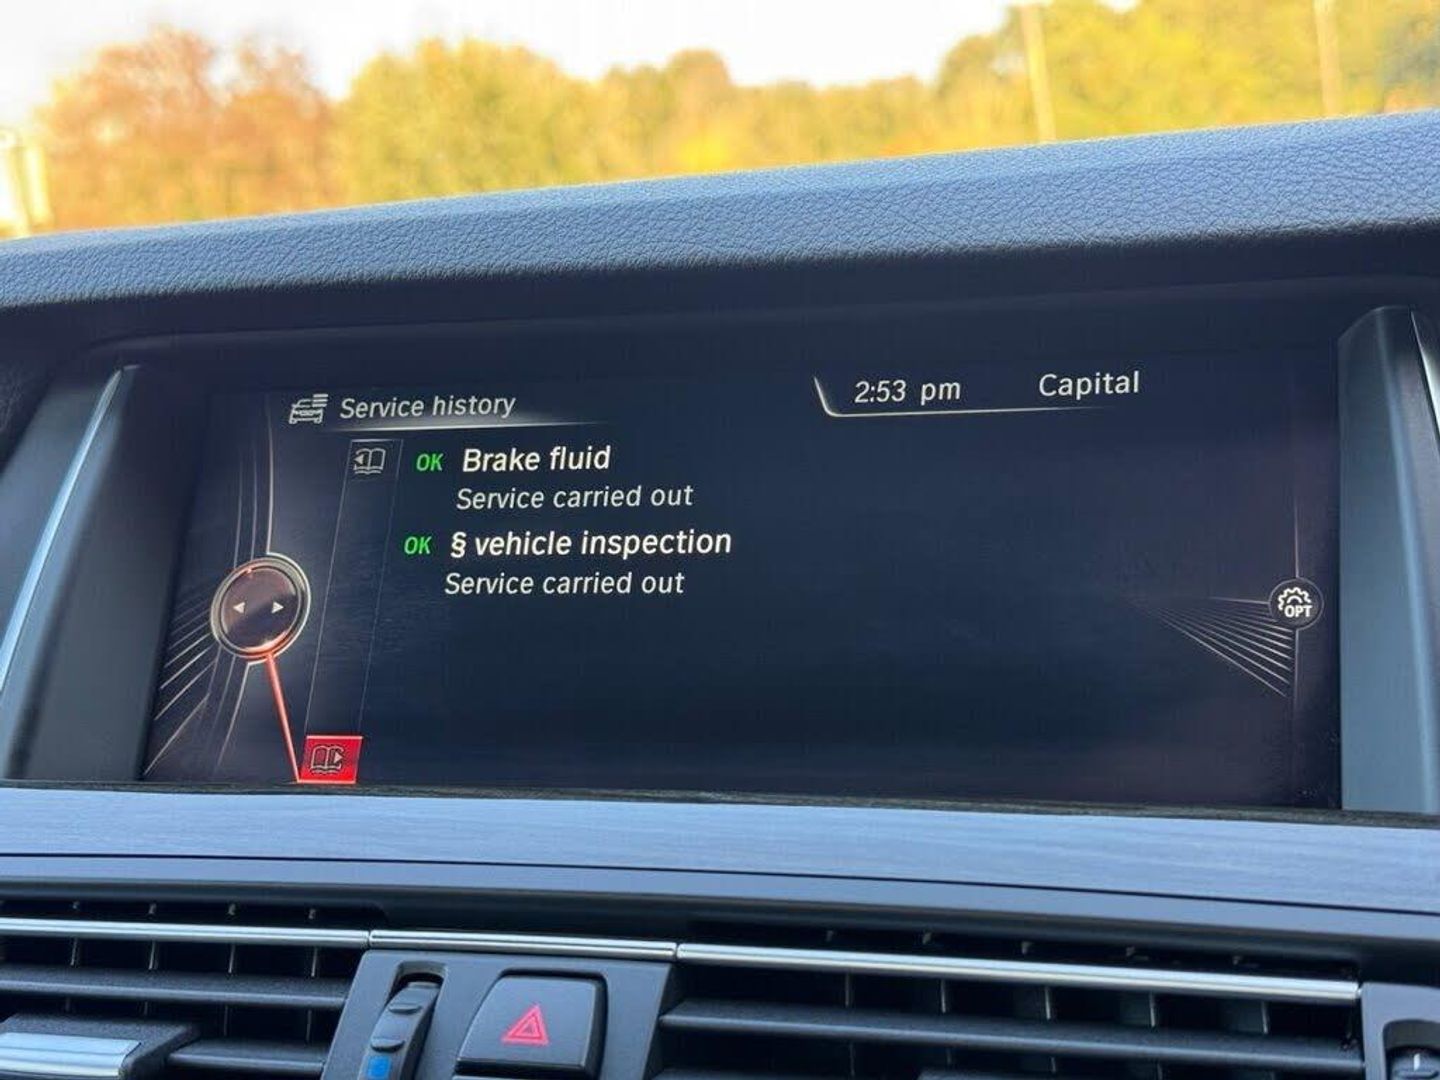 Service history
2:53 pm
Capital
OK Brake fluid
Service carried out
OK § vehicle inspection
Service carried out
OPT